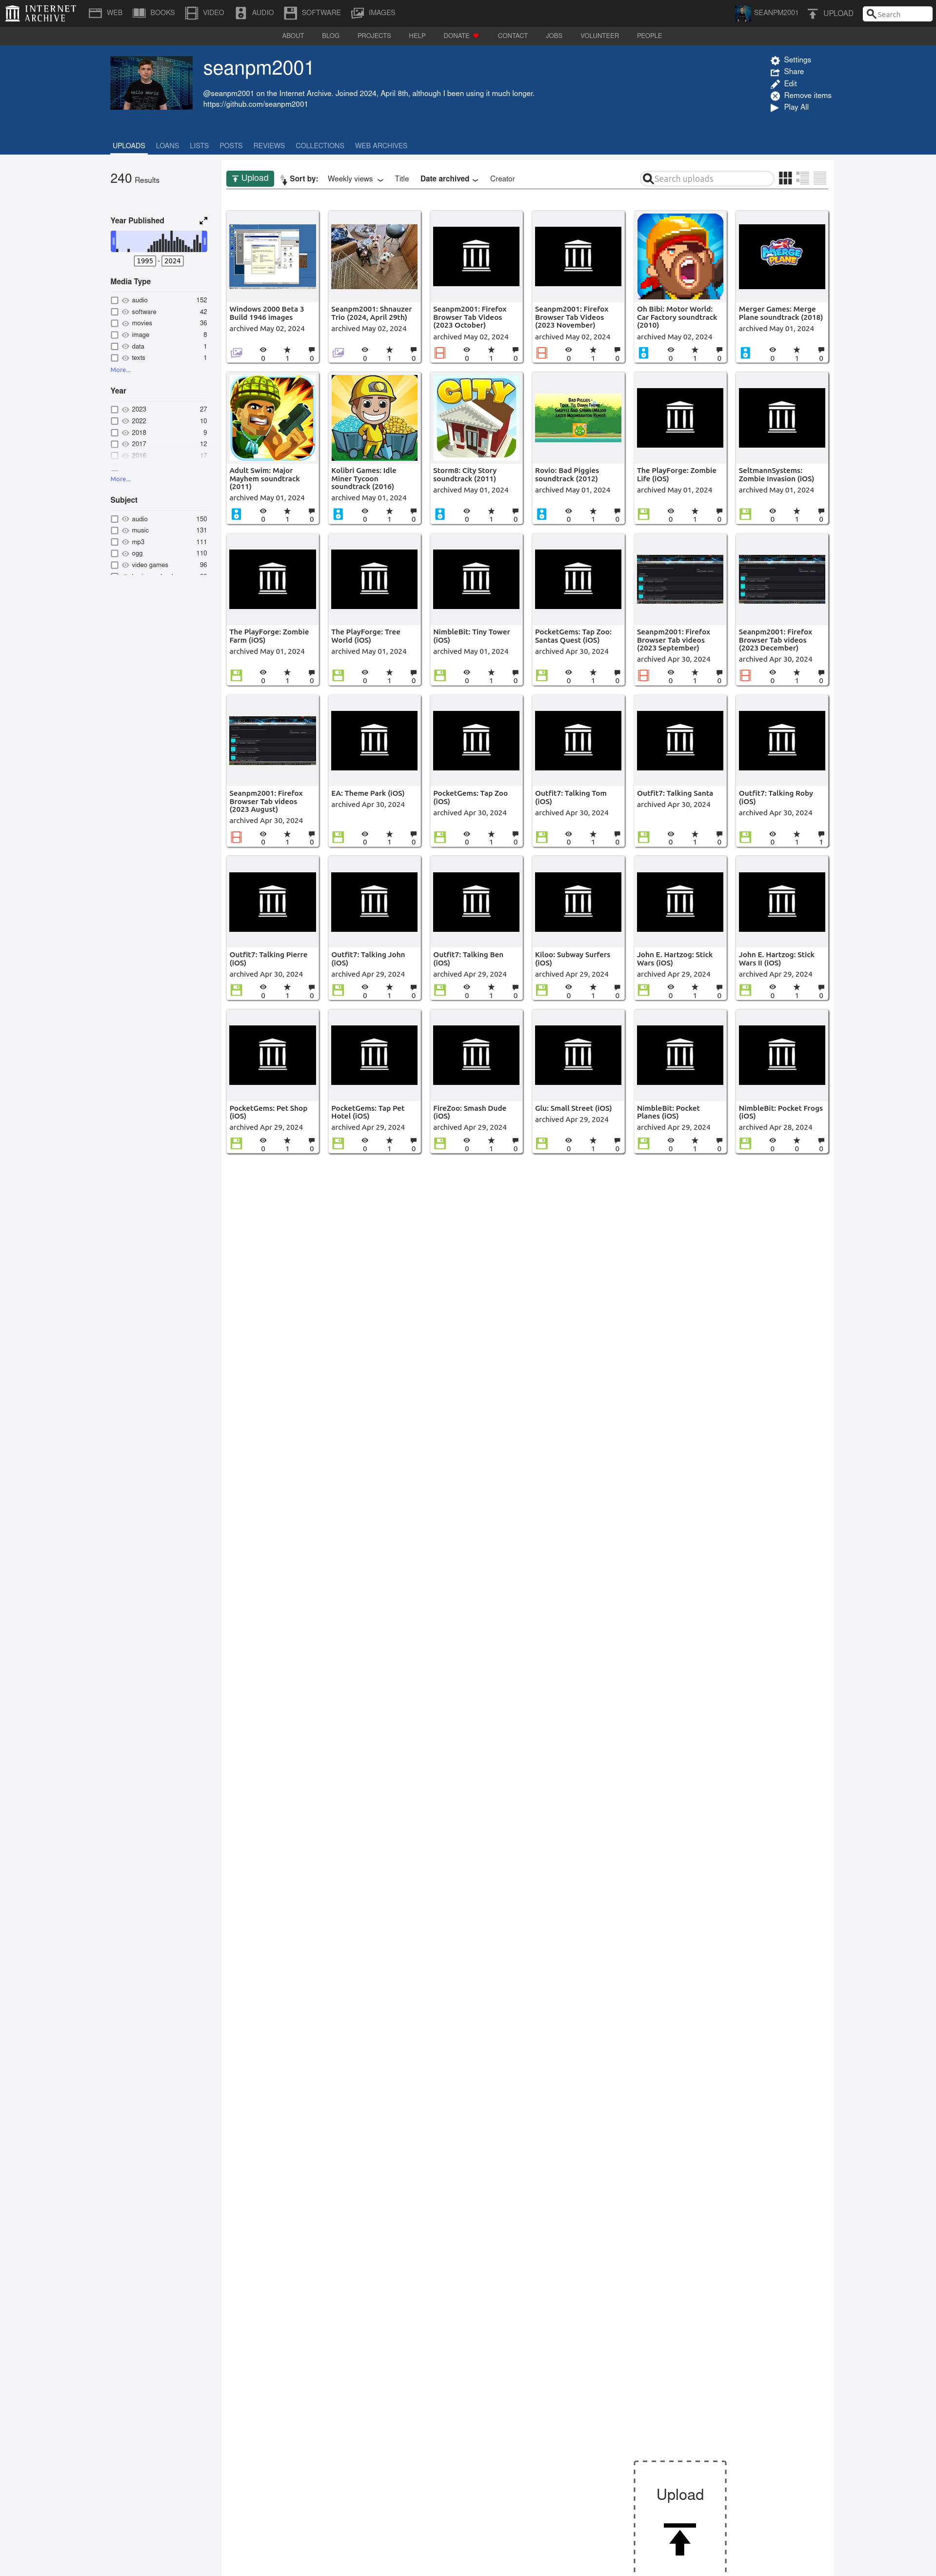 INTERNET
ARCHIVE
WEB
BOOKS
VIDEO
AUDIO
SOFTWARE
IMAGES
SEANPM2001
UPLOAD
Search
ABOUT
BLOG
PROJECTS
HELP
DONATE
CONTACT
JOBS
VOLUNTEER
PEOPLE
seanpm2001
@seanpm2001 on the Internet Archive. Joined 2024, April 8th, although I been using it much longer.
https://github.com/seanpm2001
Settings
Share
Edit
Remove items
Play All
UPLOADS
LOANS
LISTS
POSTS
REVIEWS
COLLECTIONS
WEB ARCHIVES
240 Results
Year Published
1995 - 2024
Media Type
audio 152
software 42
movies 36
image 8
data 1
texts 1
More...
Year
2023 27
2022 10
2018 9
2017 12
2016 17
More...
Subject
audio 150
music 131
mp3 111
ogg 110
video games 96
Upload
Sort by:
Weekly views
Title
Date archived
Creator
Search uploads
Windows 2000 Beta 3
Build 1946 images
archived May 02, 2024
0 1 0
Seanpm2001: Shnauzer
Trio (2024, April 29th)
archived May 02, 2024
0 1 0
Seanpm2001: Firefox
Browser Tab Videos
(2023 October)
archived May 02, 2024
0 1 0
Seanpm2001: Firefox
Browser Tab Videos
(2023 November)
archived May 02, 2024
0 1 0
Oh Bibi: Motor World:
Car Factory soundtrack
(2010)
archived May 02, 2024
0 1 0
MERGE
PLANE
Merger Games: Merge
Plane soundtrack (2018)
archived May 01, 2024
0 1 0
Adult Swim: Major
Mayhem soundtrack
(2011)
archived May 01, 2024
0 1 0
Kolibri Games: Idle
Miner Tycoon
soundtrack (2016)
archived May 01, 2024
0 1 0
CITY
Storm8: City Story
soundtrack (2011)
archived May 01, 2024
0 1 0
BAD PIGGIES -
Rovio: Bad Piggies
soundtrack (2012)
archived May 01, 2024
0 1 0
The PlayForge: Zombie
Life (iOS)
archived May 01, 2024
0 1 0
SeltmannSystems:
Zombie Invasion (iOS)
archived May 01, 2024
0 1 0
The PlayForge: Zombie
Farm (iOS)
archived May 01, 2024
0 1 0
The PlayForge: Tree
World (iOS)
archived May 01, 2024
0 1 0
NimbleBit: Tiny Tower
(iOS)
archived May 01, 2024
0 1 0
PocketGems: Tap Zoo:
Santas Quest (iOS)
archived Apr 30, 2024
0 1 0
Seanpm2001: Firefox
Browser Tab videos
(2023 September)
archived Apr 30, 2024
0 1 0
Seanpm2001: Firefox
Browser Tab videos
(2023 December)
archived Apr 30, 2024
0 1 0
Seanpm2001: Firefox
Browser Tab videos
(2023 August)
archived Apr 30, 2024
0 1 0
EA: Theme Park (iOS)
archived Apr 30, 2024
0 1 0
PocketGems: Tap Zoo
(iOS)
archived Apr 30, 2024
0 1 0
Outfit7: Talking Tom
(iOS)
archived Apr 30, 2024
0 1 0
Outfit7: Talking Santa
archived Apr 30, 2024
0 1 0
Outfit7: Talking Roby
(iOS)
archived Apr 30, 2024
0 1 1
Outfit7: Talking Pierre
(iOS)
archived Apr 30, 2024
0 1 0
Outfit7: Talking John
(iOS)
archived Apr 29, 2024
0 1 0
Outfit7: Talking Ben
(iOS)
archived Apr 29, 2024
0 1 0
Kiloo: Subway Surfers
(iOS)
archived Apr 29, 2024
0 1 0
John E. Hartzog: Stick
Wars (iOS)
archived Apr 29, 2024
0 1 0
John E. Hartzog: Stick
Wars II (iOS)
archived Apr 29, 2024
0 1 0
PocketGems: Pet Shop
(iOS)
archived Apr 29, 2024
0 1 0
PocketGems: Tap Pet
Hotel (iOS)
archived Apr 29, 2024
0 1 0
FireZoo: Smash Dude
(iOS)
archived Apr 29, 2024
0 1 0
Glu: Small Street (iOS)
archived Apr 29, 2024
0 1 0
NimbleBit: Pocket
Planes (iOS)
archived Apr 29, 2024
0 1 0
NimbleBit: Pocket Frogs
(iOS)
archived Apr 28, 2024
0 0 0
Upload